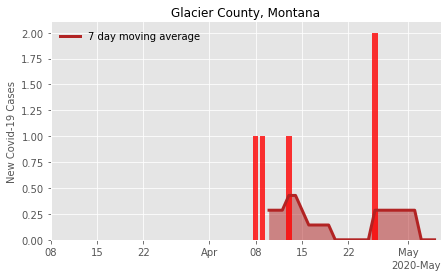 Glacier County, Montana
7 day moving average
New Covid-19 Cases
2.00
1.75
1.50
1.25
1.00
0.75
0.50
0.25
0.00
08 15 22 Apr 08 15 22 May
2020-May